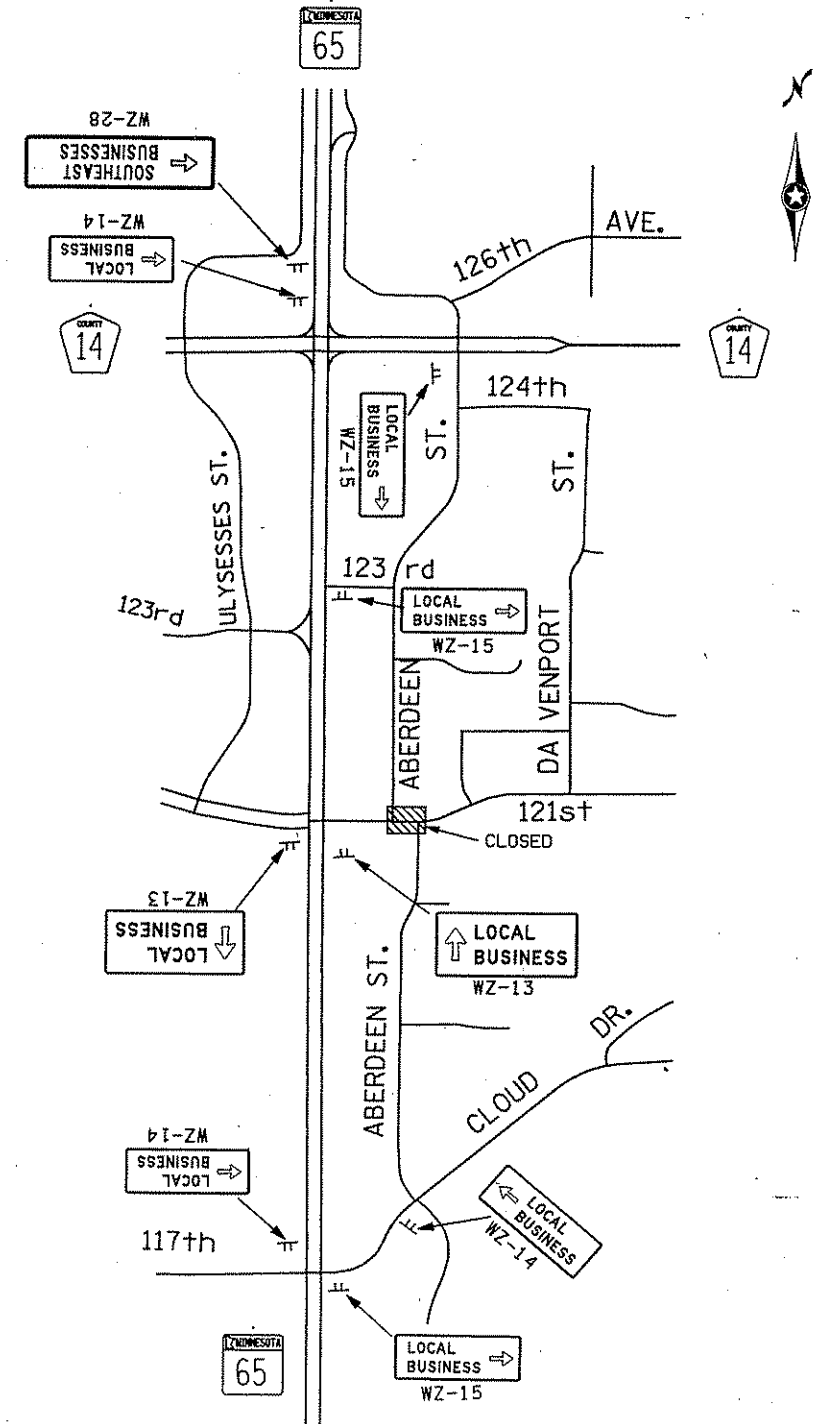 MINNESOTA
65
N
WZ-28
SOUTHEAST
BUSINESSES
WZ-14
LOCAL
BUSINESS
COUNTY
14
126th
AVE.
COUNTY
14
124th
LOCAL
BUSINESS
WZ-15
ST.
ST.
ULYSESSES ST.
123 rd
123rd
LOCAL
BUSINESS
WZ-15
ABERDEEN
DA VENPORT
121st
CLOSED
WZ-13
LOCAL
BUSINESS
LOCAL
BUSINESS
WZ-13
ABERDEEN ST.
CLOUD
DR.
WZ-14
LOCAL
BUSINESS
LOCAL
BUSINESS
WZ-14
117th
MINNESOTA
65
LOCAL
BUSINESS
WZ-15